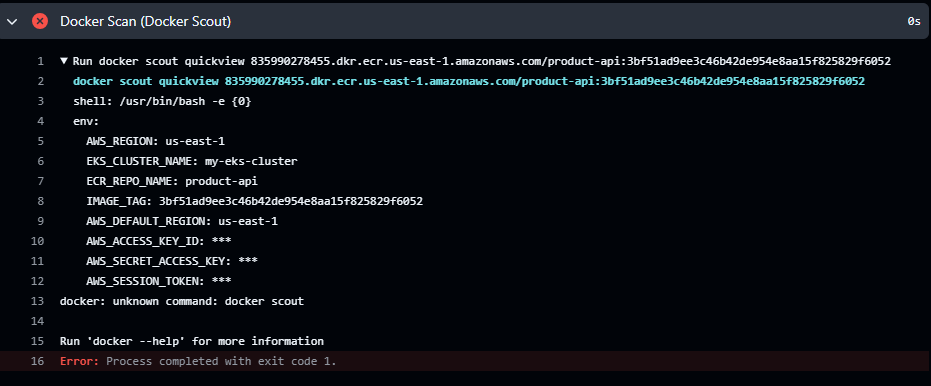 Docker Scan (Docker Scout) 0s
1 Run docker scout quickview 835990278455.dkr.ecr.us-east-1.amazonaws.com/product-api:3bf51ad9ee3c46b42de954e8aa15f825829f6052
2 docker scout quickview 835990278455.dkr.ecr.us-east-1.amazonaws.com/product-api:3bf51ad9ee3c46b42de954e8aa15f825829f6052
3 shell: /usr/bin/bash -e {0}
4 env:
5 AWS_REGION: us-east-1
6 EKS_CLUSTER_NAME: my-eks-cluster
7 ECR_REPO_NAME: product-api
8 IMAGE_TAG: 3bf51ad9ee3c46b42de954e8aa15f825829f6052
9 AWS_DEFAULT_REGION: us-east-1
10 AWS_ACCESS_KEY_ID: ***
11 AWS_SECRET_ACCESS_KEY: ***
12 AWS_SESSION_TOKEN: ***
13 docker: unknown command: docker scout
14
15 Run 'docker --help' for more information
16 Error: Process completed with exit code 1.